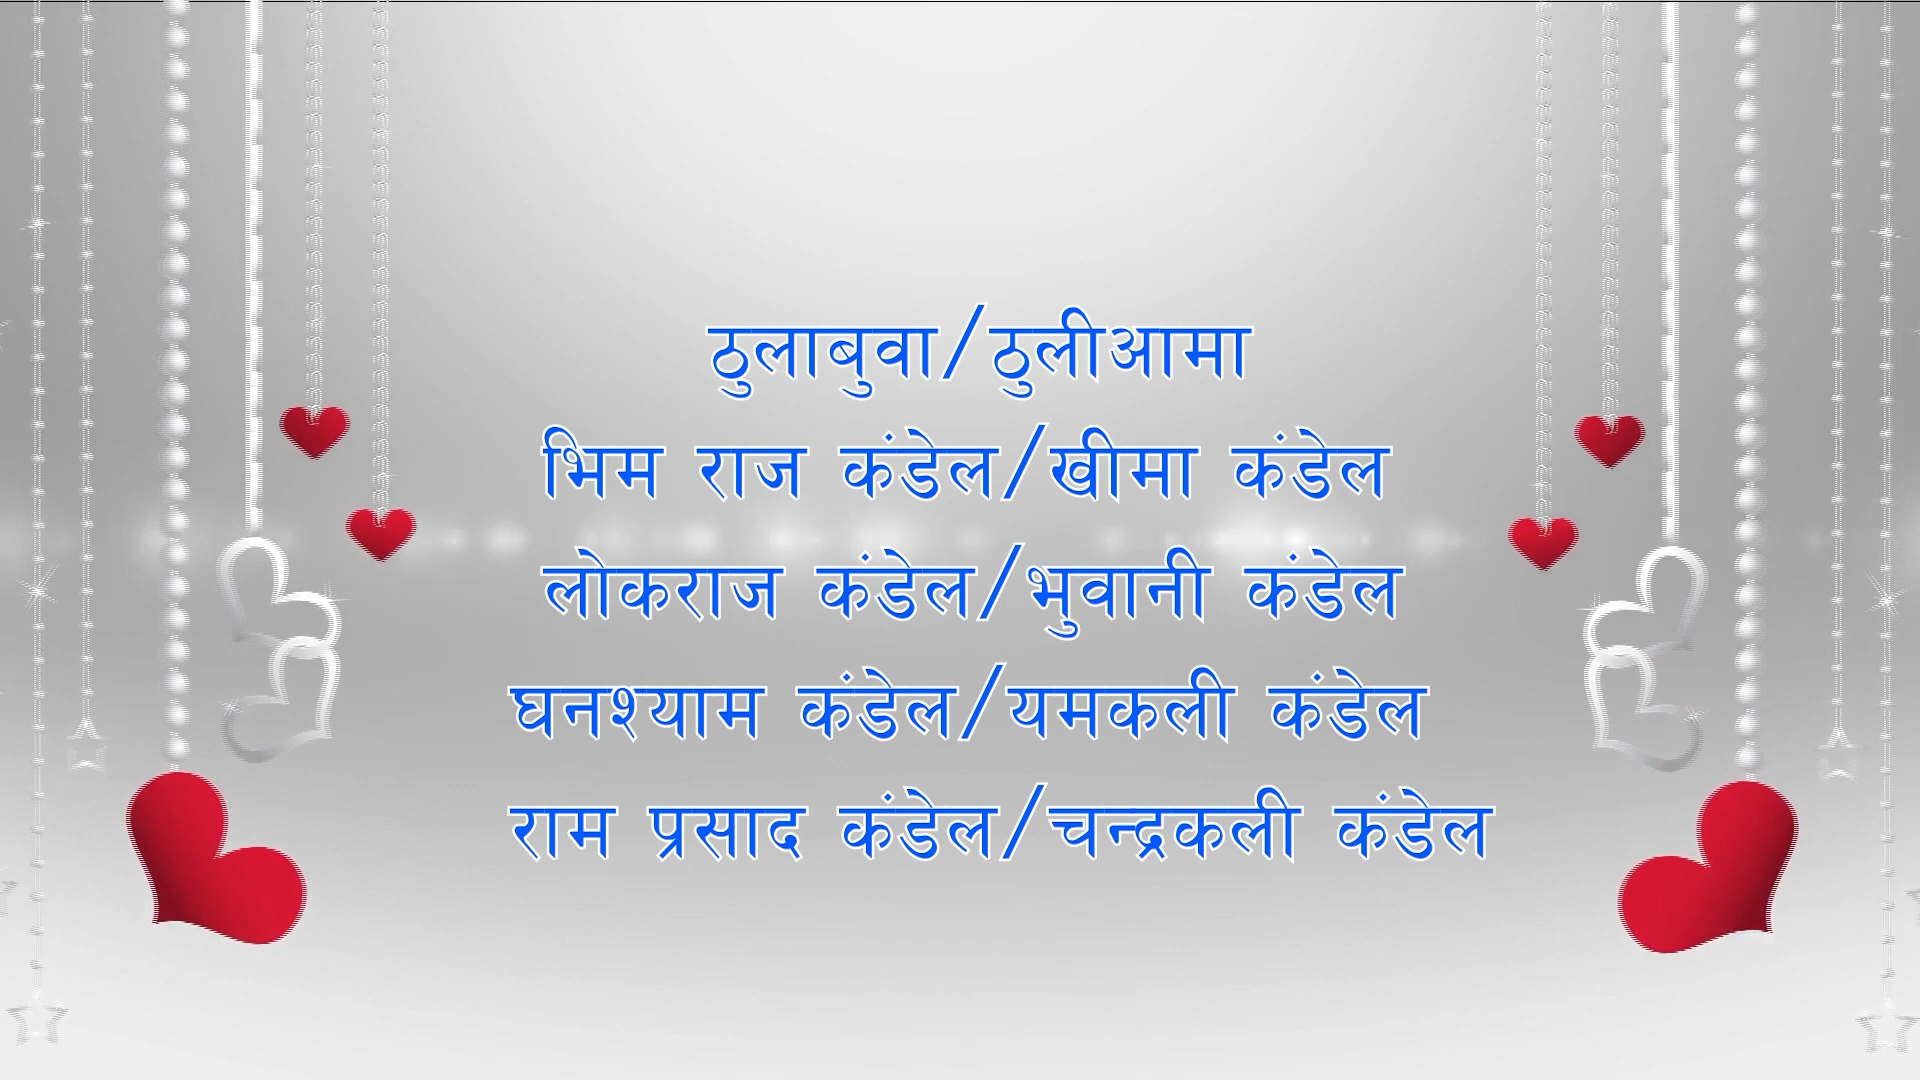 ठुलाबुवा/ठुलीआमा
भिम राज कंडेल/खीमा कंडेल
लोकराज कंडेल/भुवानी कंडेल
घनश्याम कंडेल/यमकली कंडेल
राम प्रसाद कंडेल/चन्द्रकली कंडेल